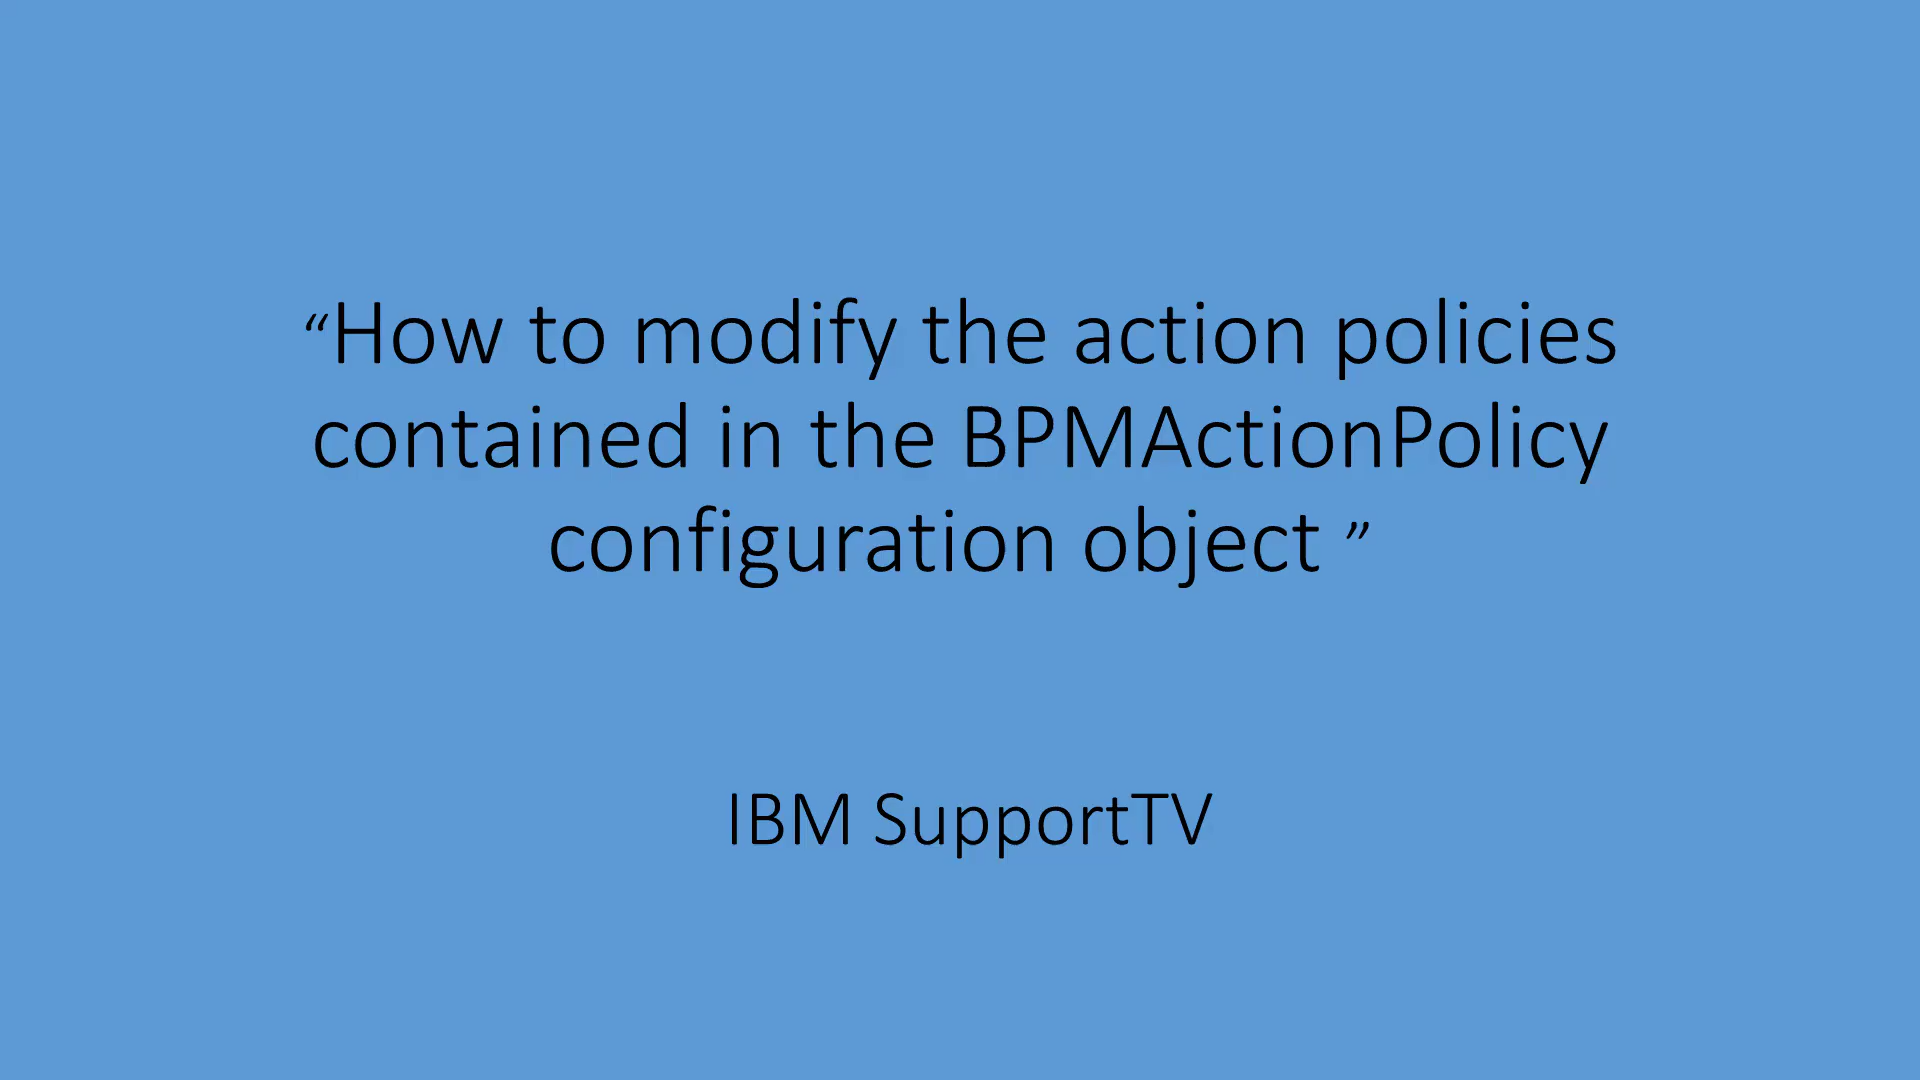 “How to modify the action policies
contained in the BPMActionPolicy
configuration object ”
IBM SupportTV